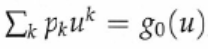 ∑ₖ pₖuᵏ = g₀(u)